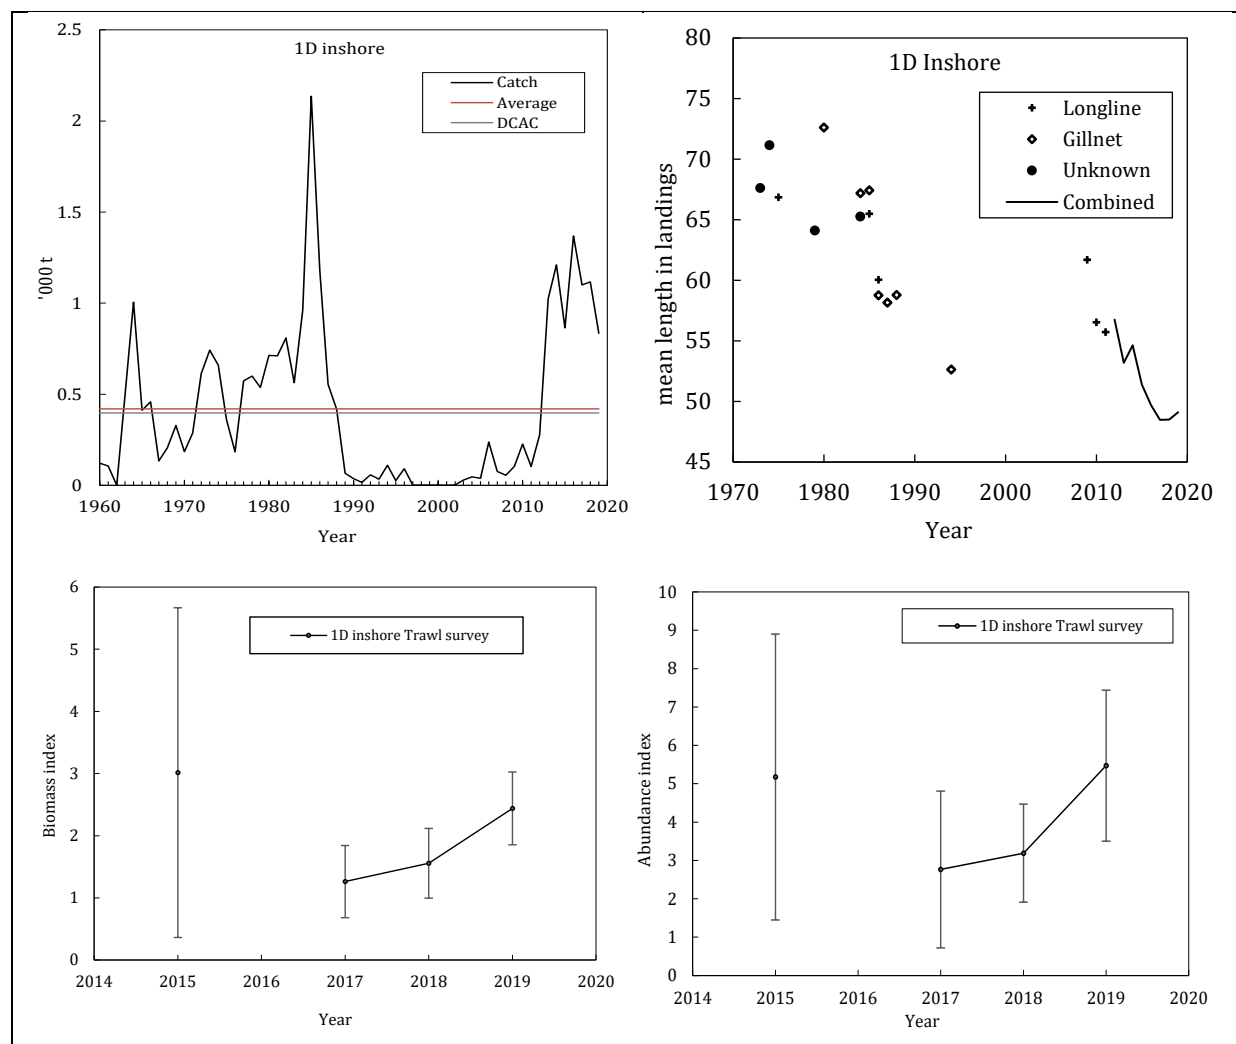 1D inshore
Catch
Average
DCAC
2.5
2
1.5
1
0.5
0
'000 t
1960 1970 1980 1990 2000 2010 2020
Year
1D Inshore
Longline
Gillnet
Unknown
Combined
80
75
70
65
60
55
50
45
mean length in landings
1970 1980 1990 2000 2010 2020
Year
1D inshore Trawl survey
6
5
4
3
2
1
0
Biomass index
2014 2015 2016 2017 2018 2019 2020
Year
1D inshore Trawl survey
10
9
8
7
6
5
4
3
2
1
0
Abundance index
2014 2015 2016 2017 2018 2019 2020
Year